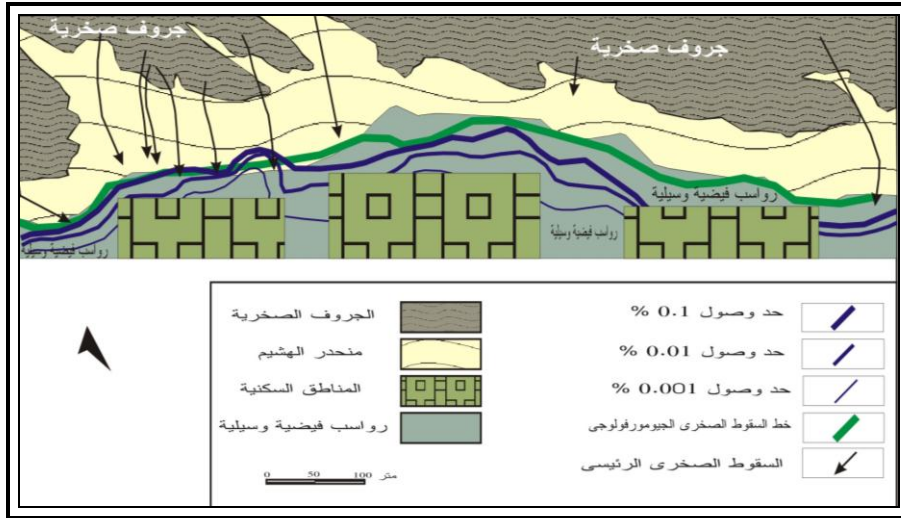 جروف صخرية
جروف صخرية
رواسب فيضية وسيلية
رواسب فيضية وسيلية
رواسب فيضية وسيلية
رواسب فيضية وسيلية
الجروف الصخرية
منحدر الهشيم
المناطق السكنية
رواسب فيضية وسيلية
0 50 100 متر
حد وصول 0.1 %
حد وصول 0.01 %
حد وصول 0.001 %
خط السقوط الصخرى الجيومورفولوجى
السقوط الصخرى الرئيسى